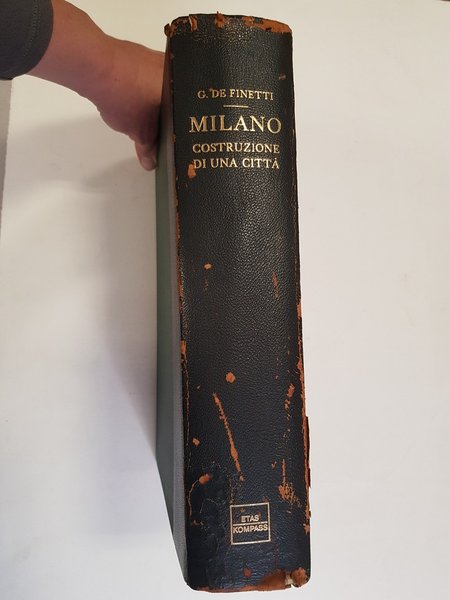 G. DE FINETTI
MILANO
COSTRUZIONE
DI UNA CITTÀ
ETAS
KOMPASS